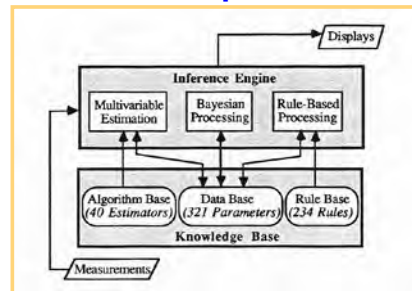 Displays
Inference Engine
Multivariable
Estimation
Bayesian
Processing
Rule-Based
Processing
Algorithm Base
(40 Estimators)
Data Base
(321 Parameters)
Rule Base
(234 Rules)
Knowledge Base
Measurements